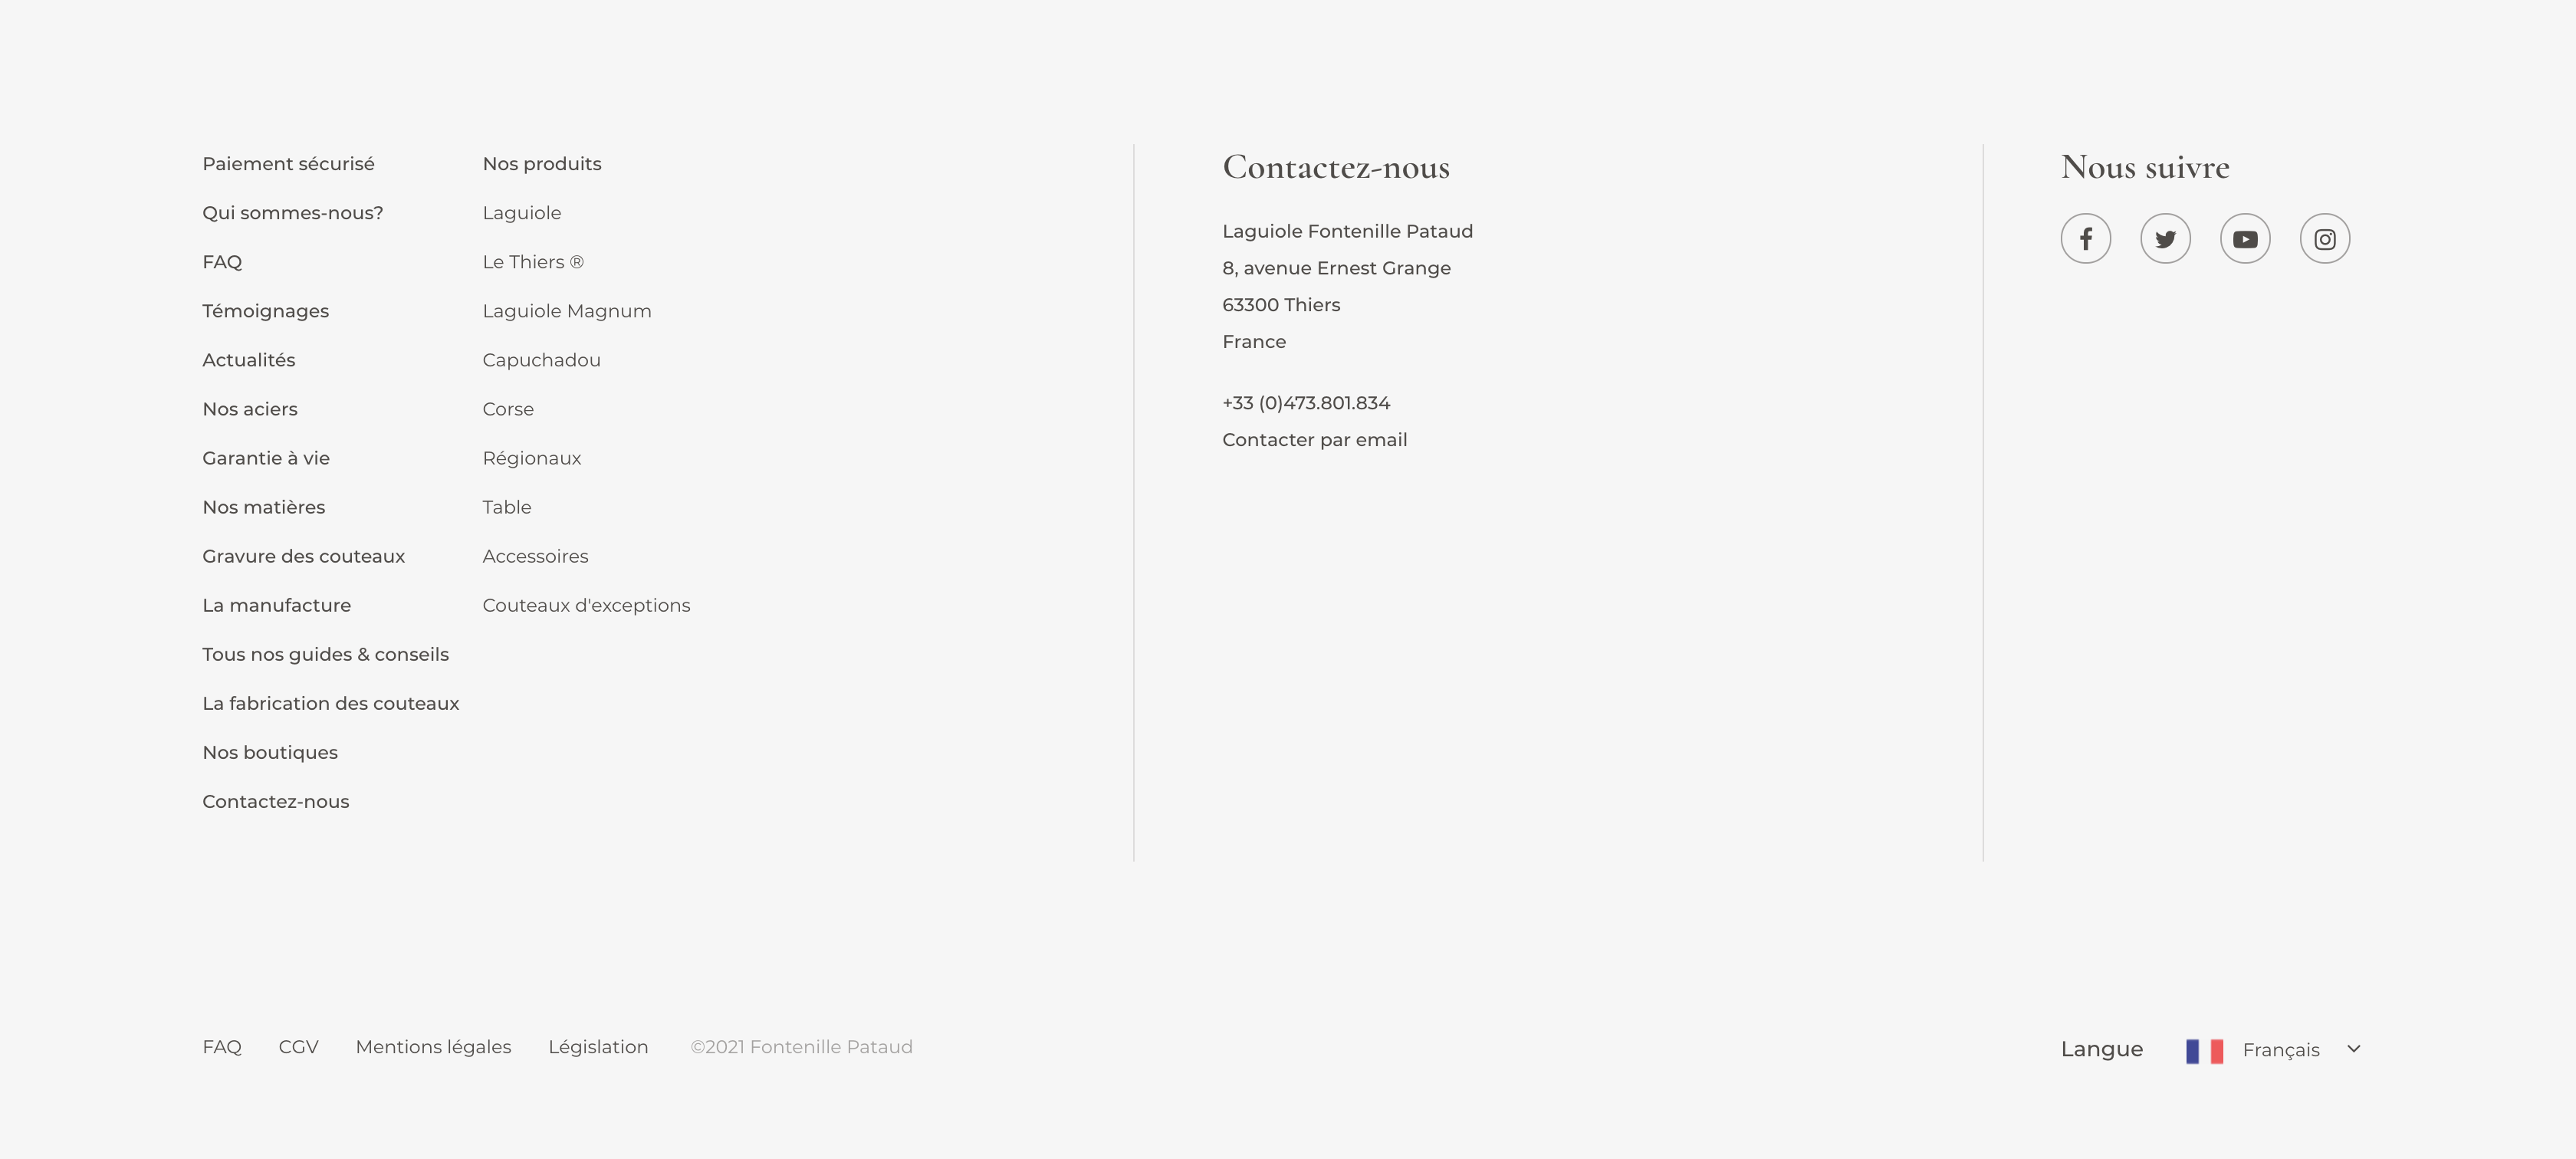 Paiement sécurisé
Qui sommes-nous?
FAQ
Témoignages
Actualités
Nos aciers
Garantie à vie
Nos matières
Gravure des couteaux
La manufacture
Tous nos guides & conseils
La fabrication des couteaux
Nos boutiques
Contactez-nous
Nos produits
Laguiole
Le Thiers ®
Laguiole Magnum
Capuchadou
Corse
Régionaux
Table
Accessoires
Couteaux d'exceptions
Contactez-nous
Laguiole Fontenille Pataud
8, avenue Ernest Grange
63300 Thiers
France
+33 (0)473.801.834
Contacter par email
Nous suivre
FAQ CGV Mentions légales Législation ©2021 Fontenille Pataud
Langue Français